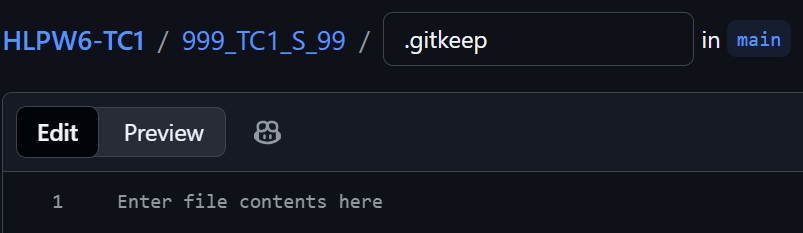 HLPW6-TC1 / 999_TC1_S_99 / .gitkeep in main
Edit Preview
1 Enter file contents here